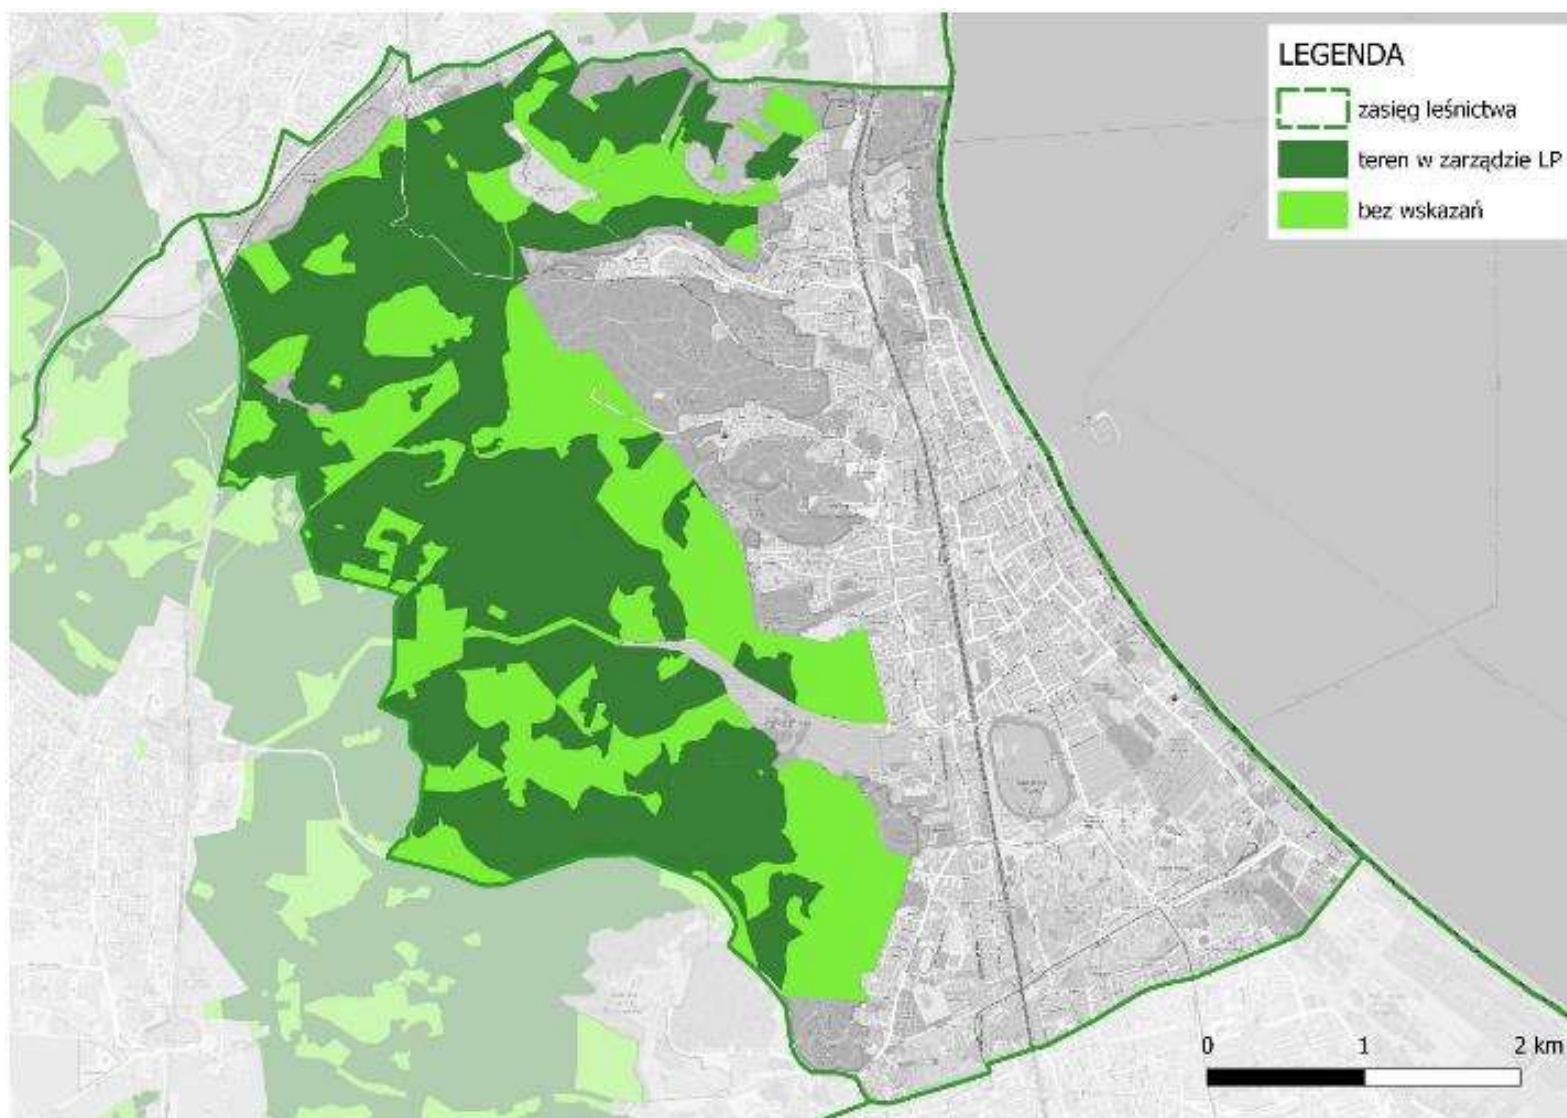 LEGENDA
zasięg leśnictwa
teren w zarządzie LP
bez wskazań
0 1 2 km